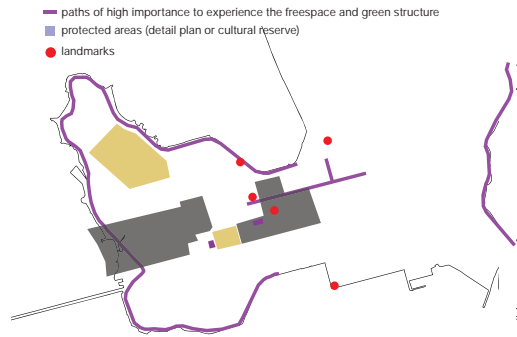 paths of high importance to experience the freespace and green structure
protected areas (detail plan or cultural reserve)
landmarks